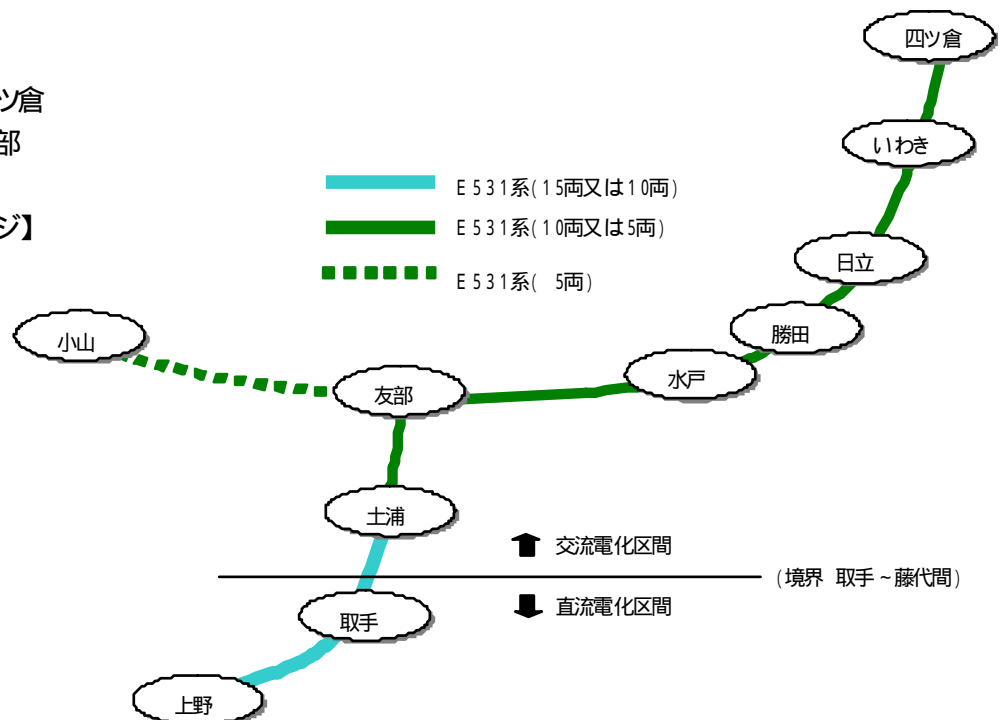 四ツ倉
ツ倉
部
いわき
E531系(15両又は10両)
ジ】
E531系(10両又は5両)
日立
E531系( 5両)
小山
勝田
水戸
友部
土浦
交流電化区間
(境界 取手~藤代間)
直流電化区間
取手
上野